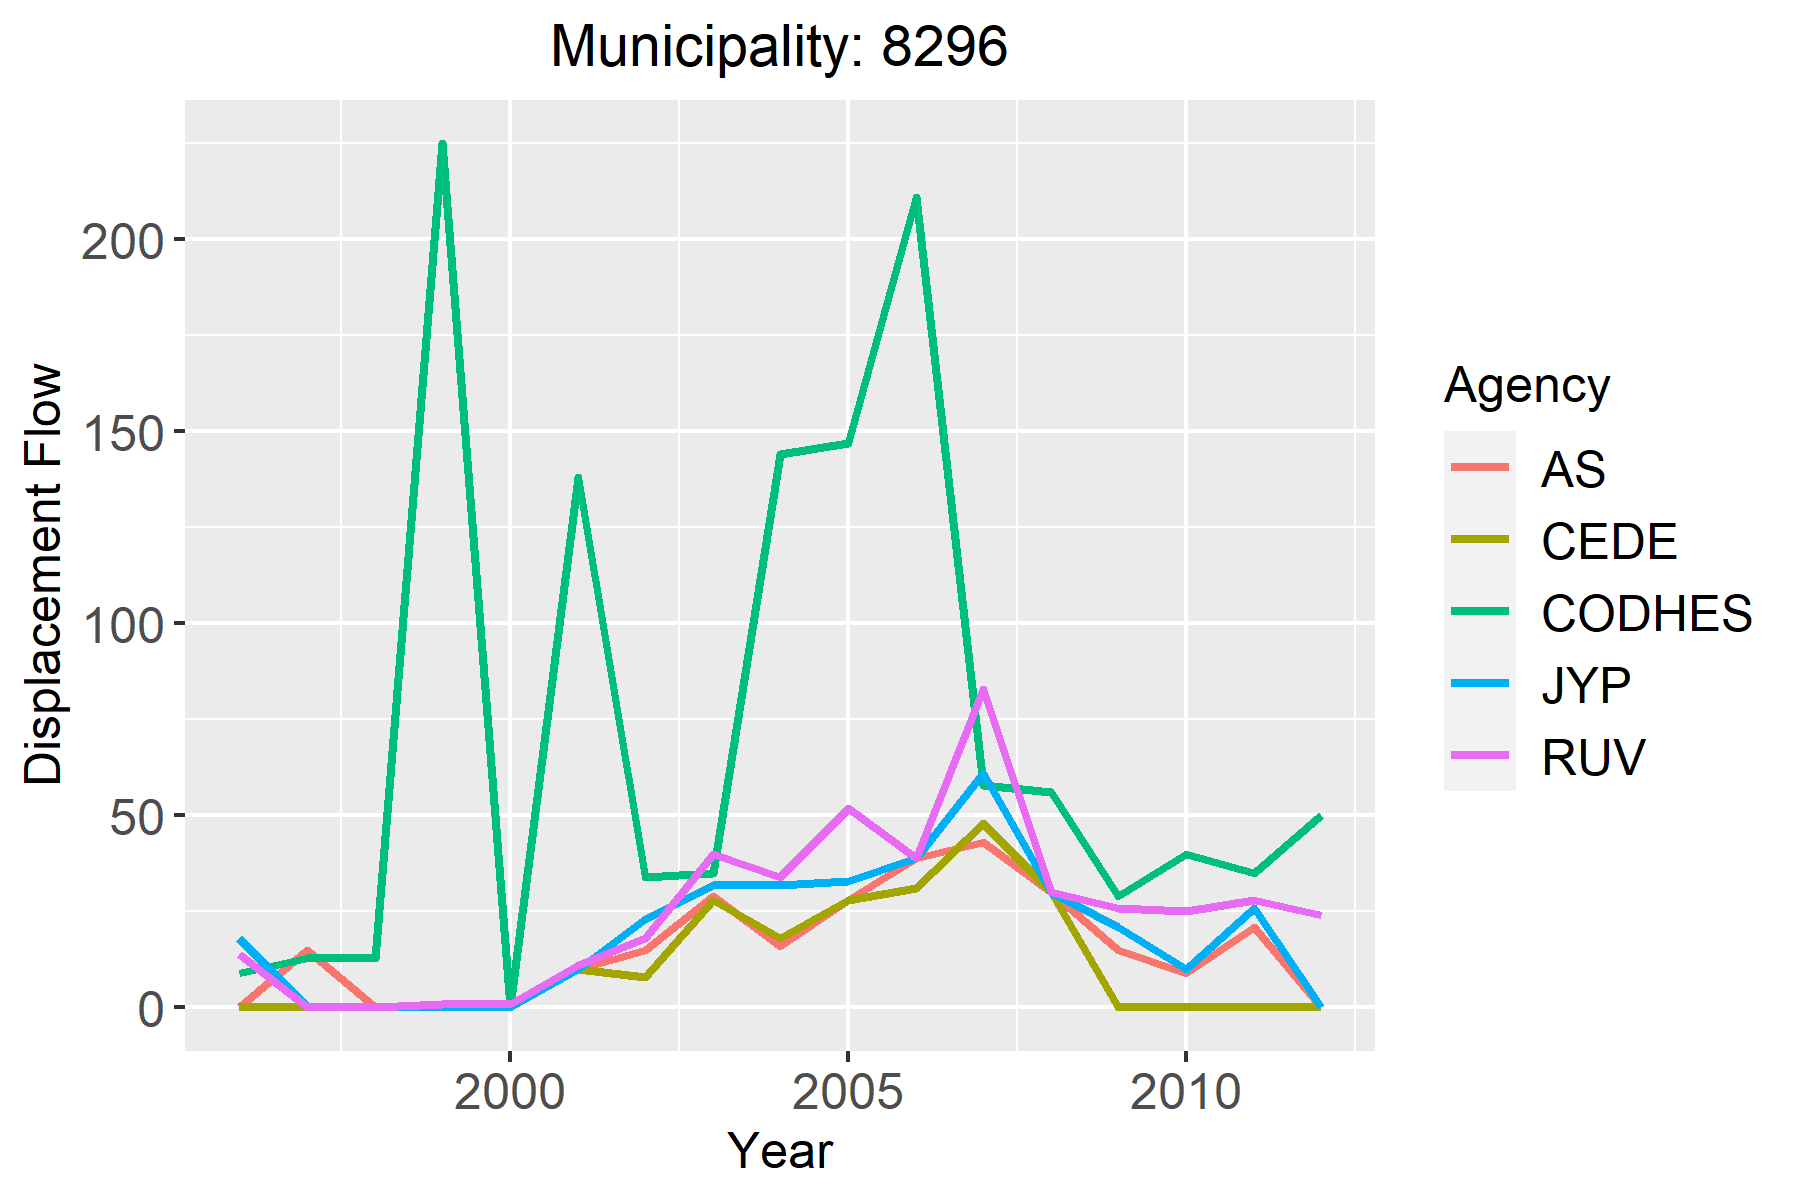 Municipality: 8296
Displacement Flow
200
150
100
50
0
2000
2005
2010
Year
Agency
AS
CEDE
CODHES
JYP
RUV